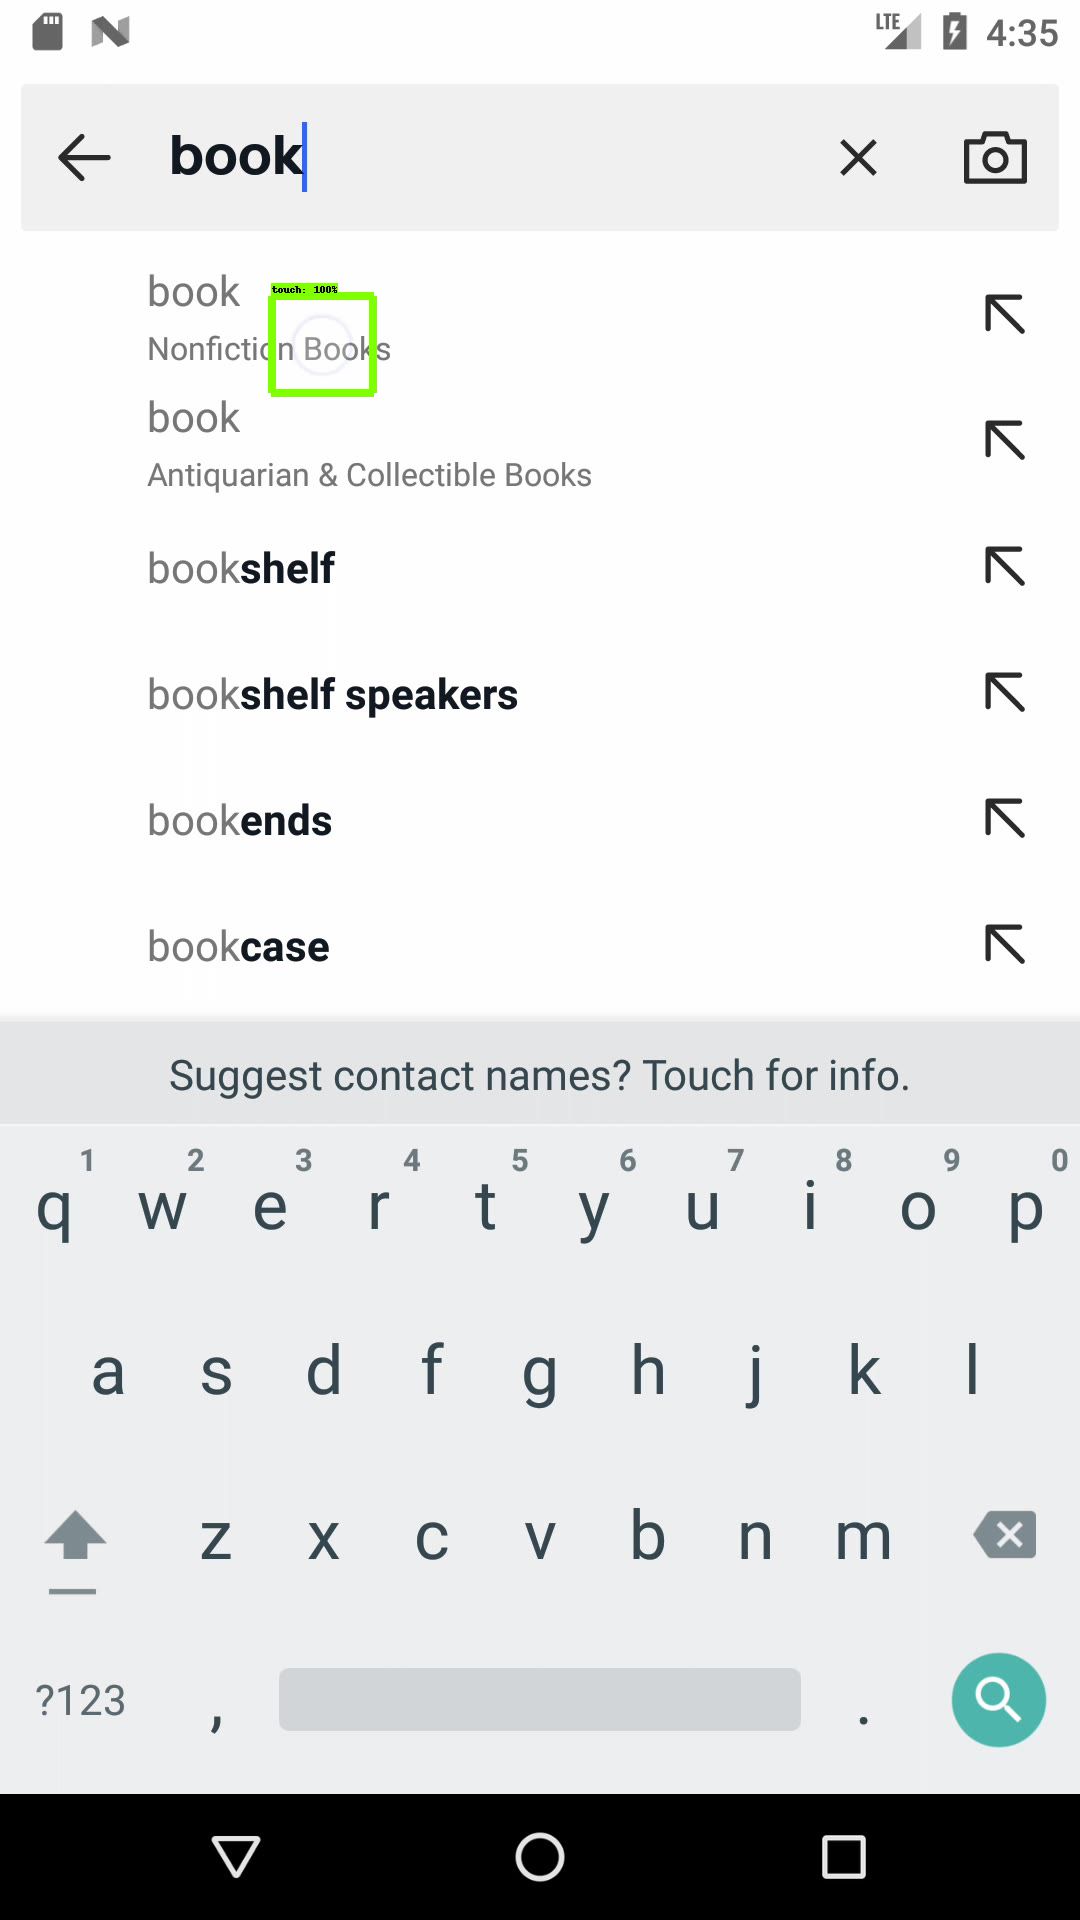 LTE 4:35
book
touch: 100%
book
Nonfiction Books
book
Antiquarian & Collectible Books
bookshelf
bookshelf speakers
bookends
bookcase
Suggest contact names? Touch for info.
1 2 3 4 5 6 7 8 9 0
q w e r t y u i o p
a s d f g h j k l
z x c v b n m
?123 , .